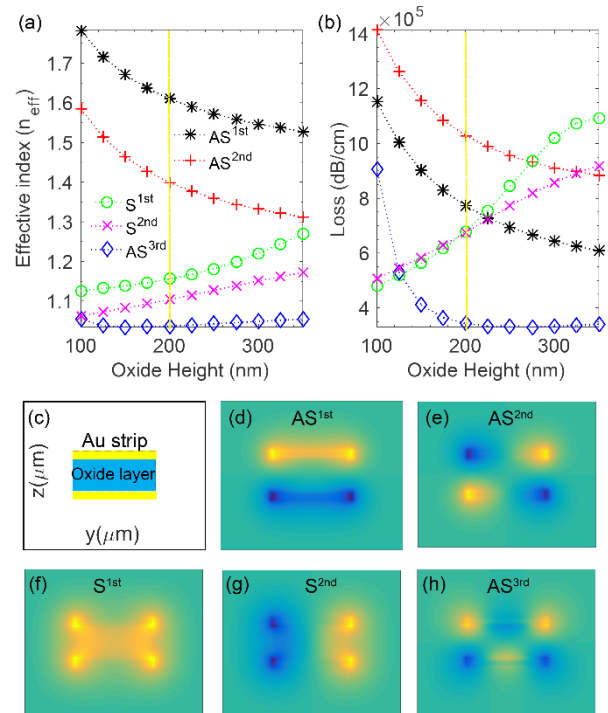 (a)
1.7
1.6
1.5
1.4
1.3
1.2
1.1
Effective index (n_eff)
AS^1st
AS^2nd
S^1st
S^2nd
AS^3rd
100
200
300
Oxide Height (nm)
(b)
×10^5
14
12
10
8
6
4
Loss (dB/cm)
100
200
300
Oxide Height (nm)
(c)
Au strip
Oxide layer
z(μm)
y(μm)
(d)
AS^1st
(e)
AS^2nd
(f)
S^1st
(g)
S^2nd
(h)
AS^3rd